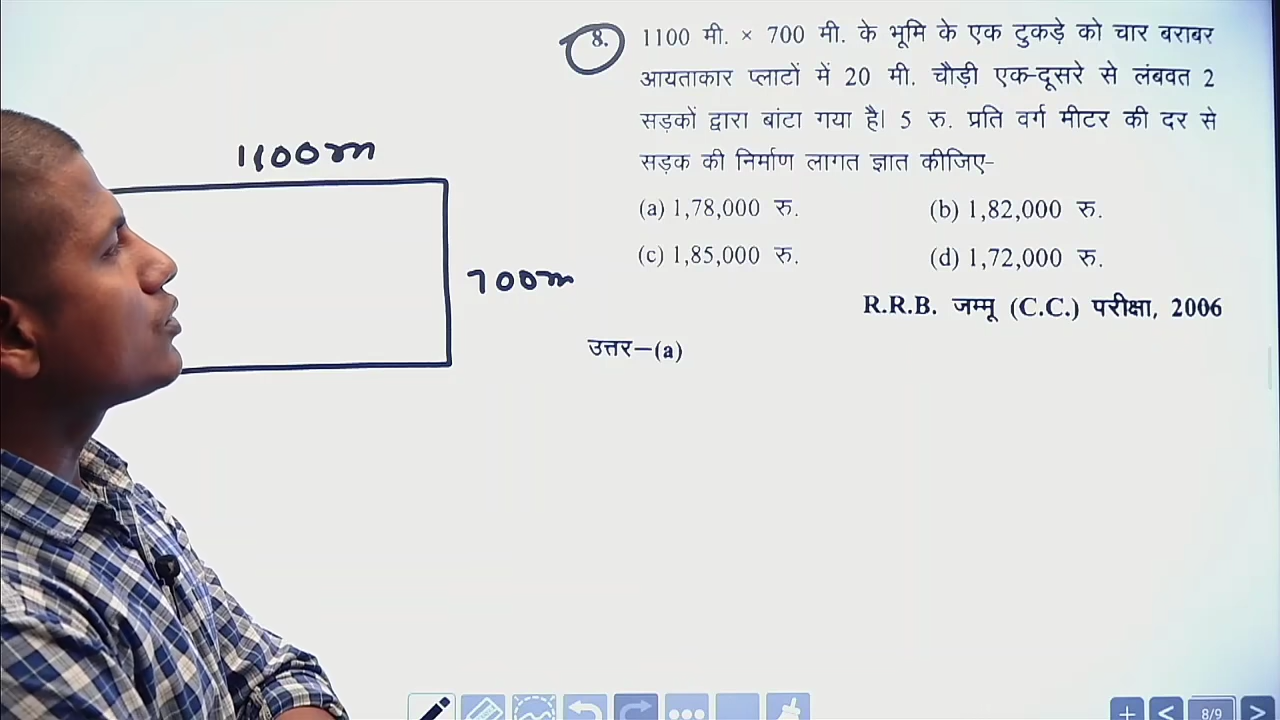 8. 1100 मी. × 700 मी. के भूमि के एक टुकड़े को चार बराबर
आयताकार प्लाटों में 20 मी. चौड़ी एक-दूसरे से लंबवत 2
सड़कों द्वारा बांटा गया है। 5 रु. प्रति वर्ग मीटर की दर से
सड़क की निर्माण लागत ज्ञात कीजिए-
(a) 1,78,000 रु. (b) 1,82,000 रु.
(c) 1,85,000 रु. (d) 1,72,000 रु.
R.R.B. जम्मू (C.C.) परीक्षा, 2006
उत्तर–(a)
1100m
700m
8/9